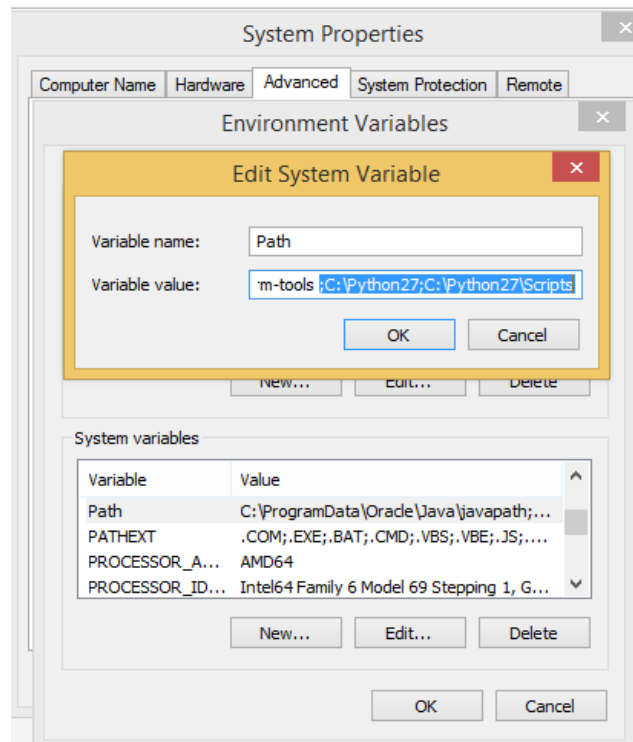 System Properties
Computer Name Hardware Advanced System Protection Remote
Environment Variables
Edit System Variable
Variable name: Path
Variable value: m-tools ;C:\Python27;C:\Python27\Scripts
OK Cancel
New... Edit... Delete
System variables
Variable Value
Path C:\ProgramData\Oracle\Java\javapath;...
PATHEXT .COM;.EXE;.BAT;.CMD;.VBS;.VBE;.JS;....
PROCESSOR_A... AMD64
PROCESSOR_ID... Intel64 Family 6 Model 69 Stepping 1, G...
New... Edit... Delete
OK Cancel